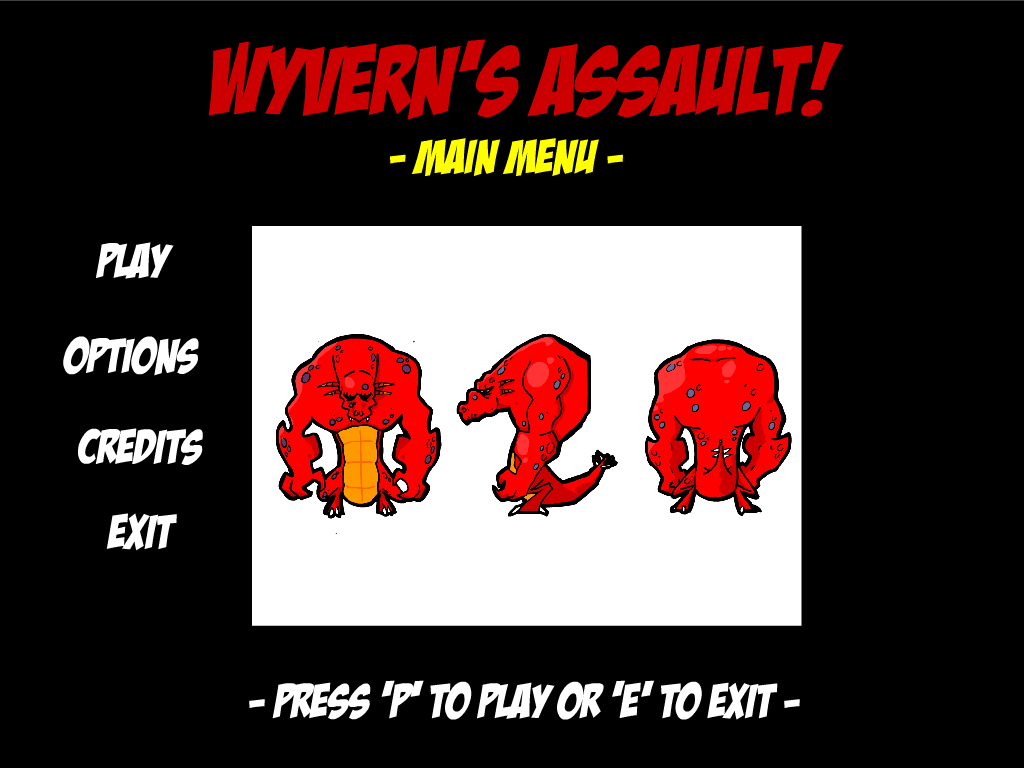 WYVERN'S ASSAULT!
- MAIN MENU -
PLAY
OPTIONS
CREDITS
EXIT
- PRESS 'P' TO PLAY OR 'E' TO EXIT -